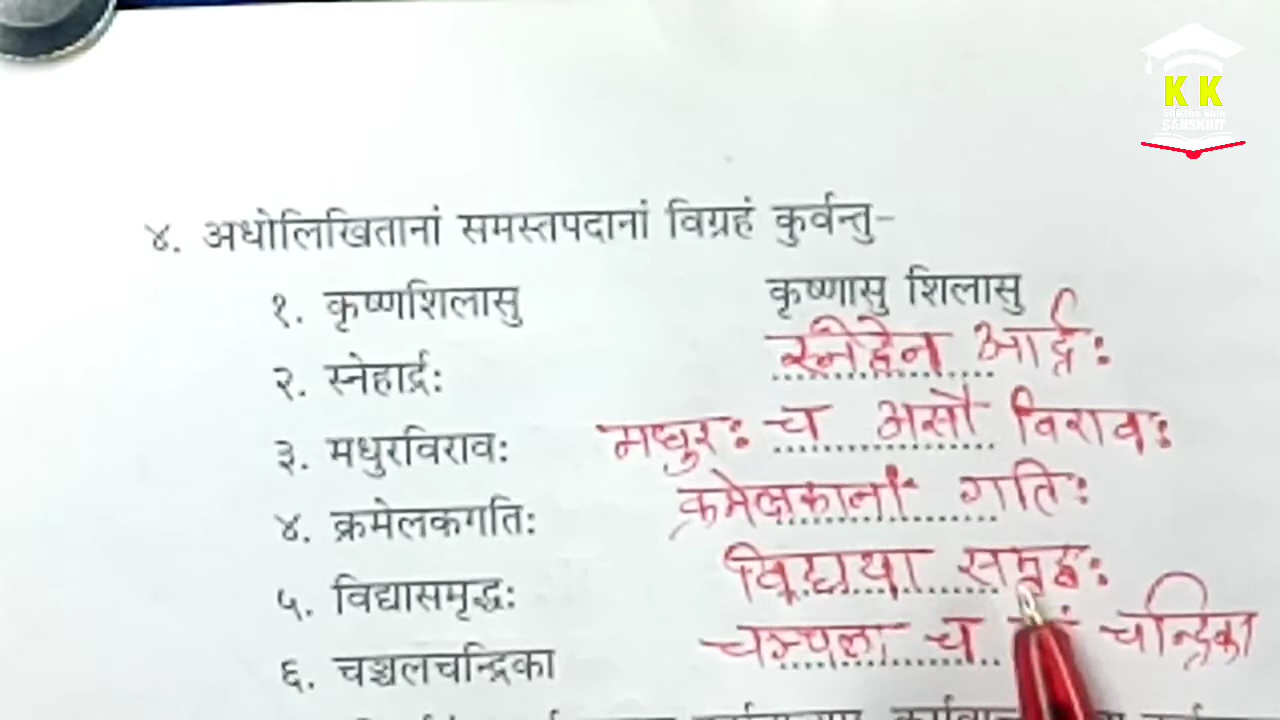 K K
SANSKRIT
४. अधोलिखितानां समस्तपदानां विग्रहं कुर्वन्तु-
१. कृष्णशिलासु कृष्णासु शिलासु
२. स्नेहार्द्रः स्नेहेन आर्द्रः
३. मधुरविरावः मधुरः च असौ विरावः
४. क्रमेलकगतिः क्रमेलकानां गतिः
५. विद्यासमृद्धः विद्यया समृद्धः
६. चञ्चलचन्द्रिका चञ्चला च चन्द्रिका